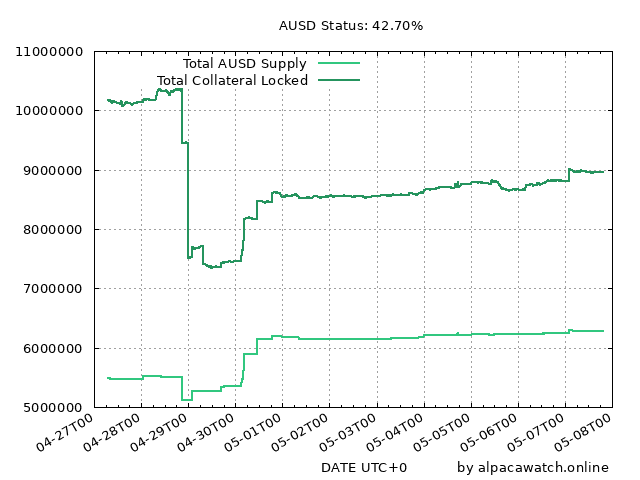 AUSD Status: 42.70%
Total AUSD Supply
Total Collateral Locked
11000000
10000000
9000000
8000000
7000000
6000000
5000000
04-27T00
04-28T00
04-29T00
04-30T00
05-01T00
05-02T00
05-03T00
05-04T00
05-05T00
05-06T00
05-07T00
05-08T00
DATE UTC+0
by alpacawatch.online